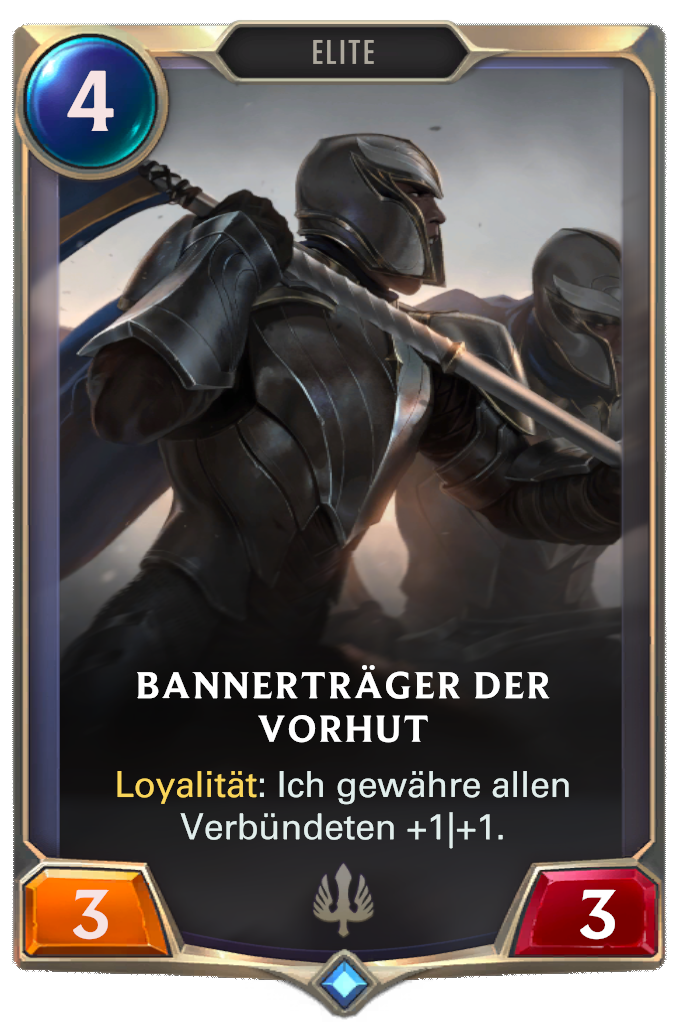 ELITE
4
BANNERTRÄGER DER
VORHUT
Loyalität: Ich gewähre allen
Verbündeten +1|+1.
3
3